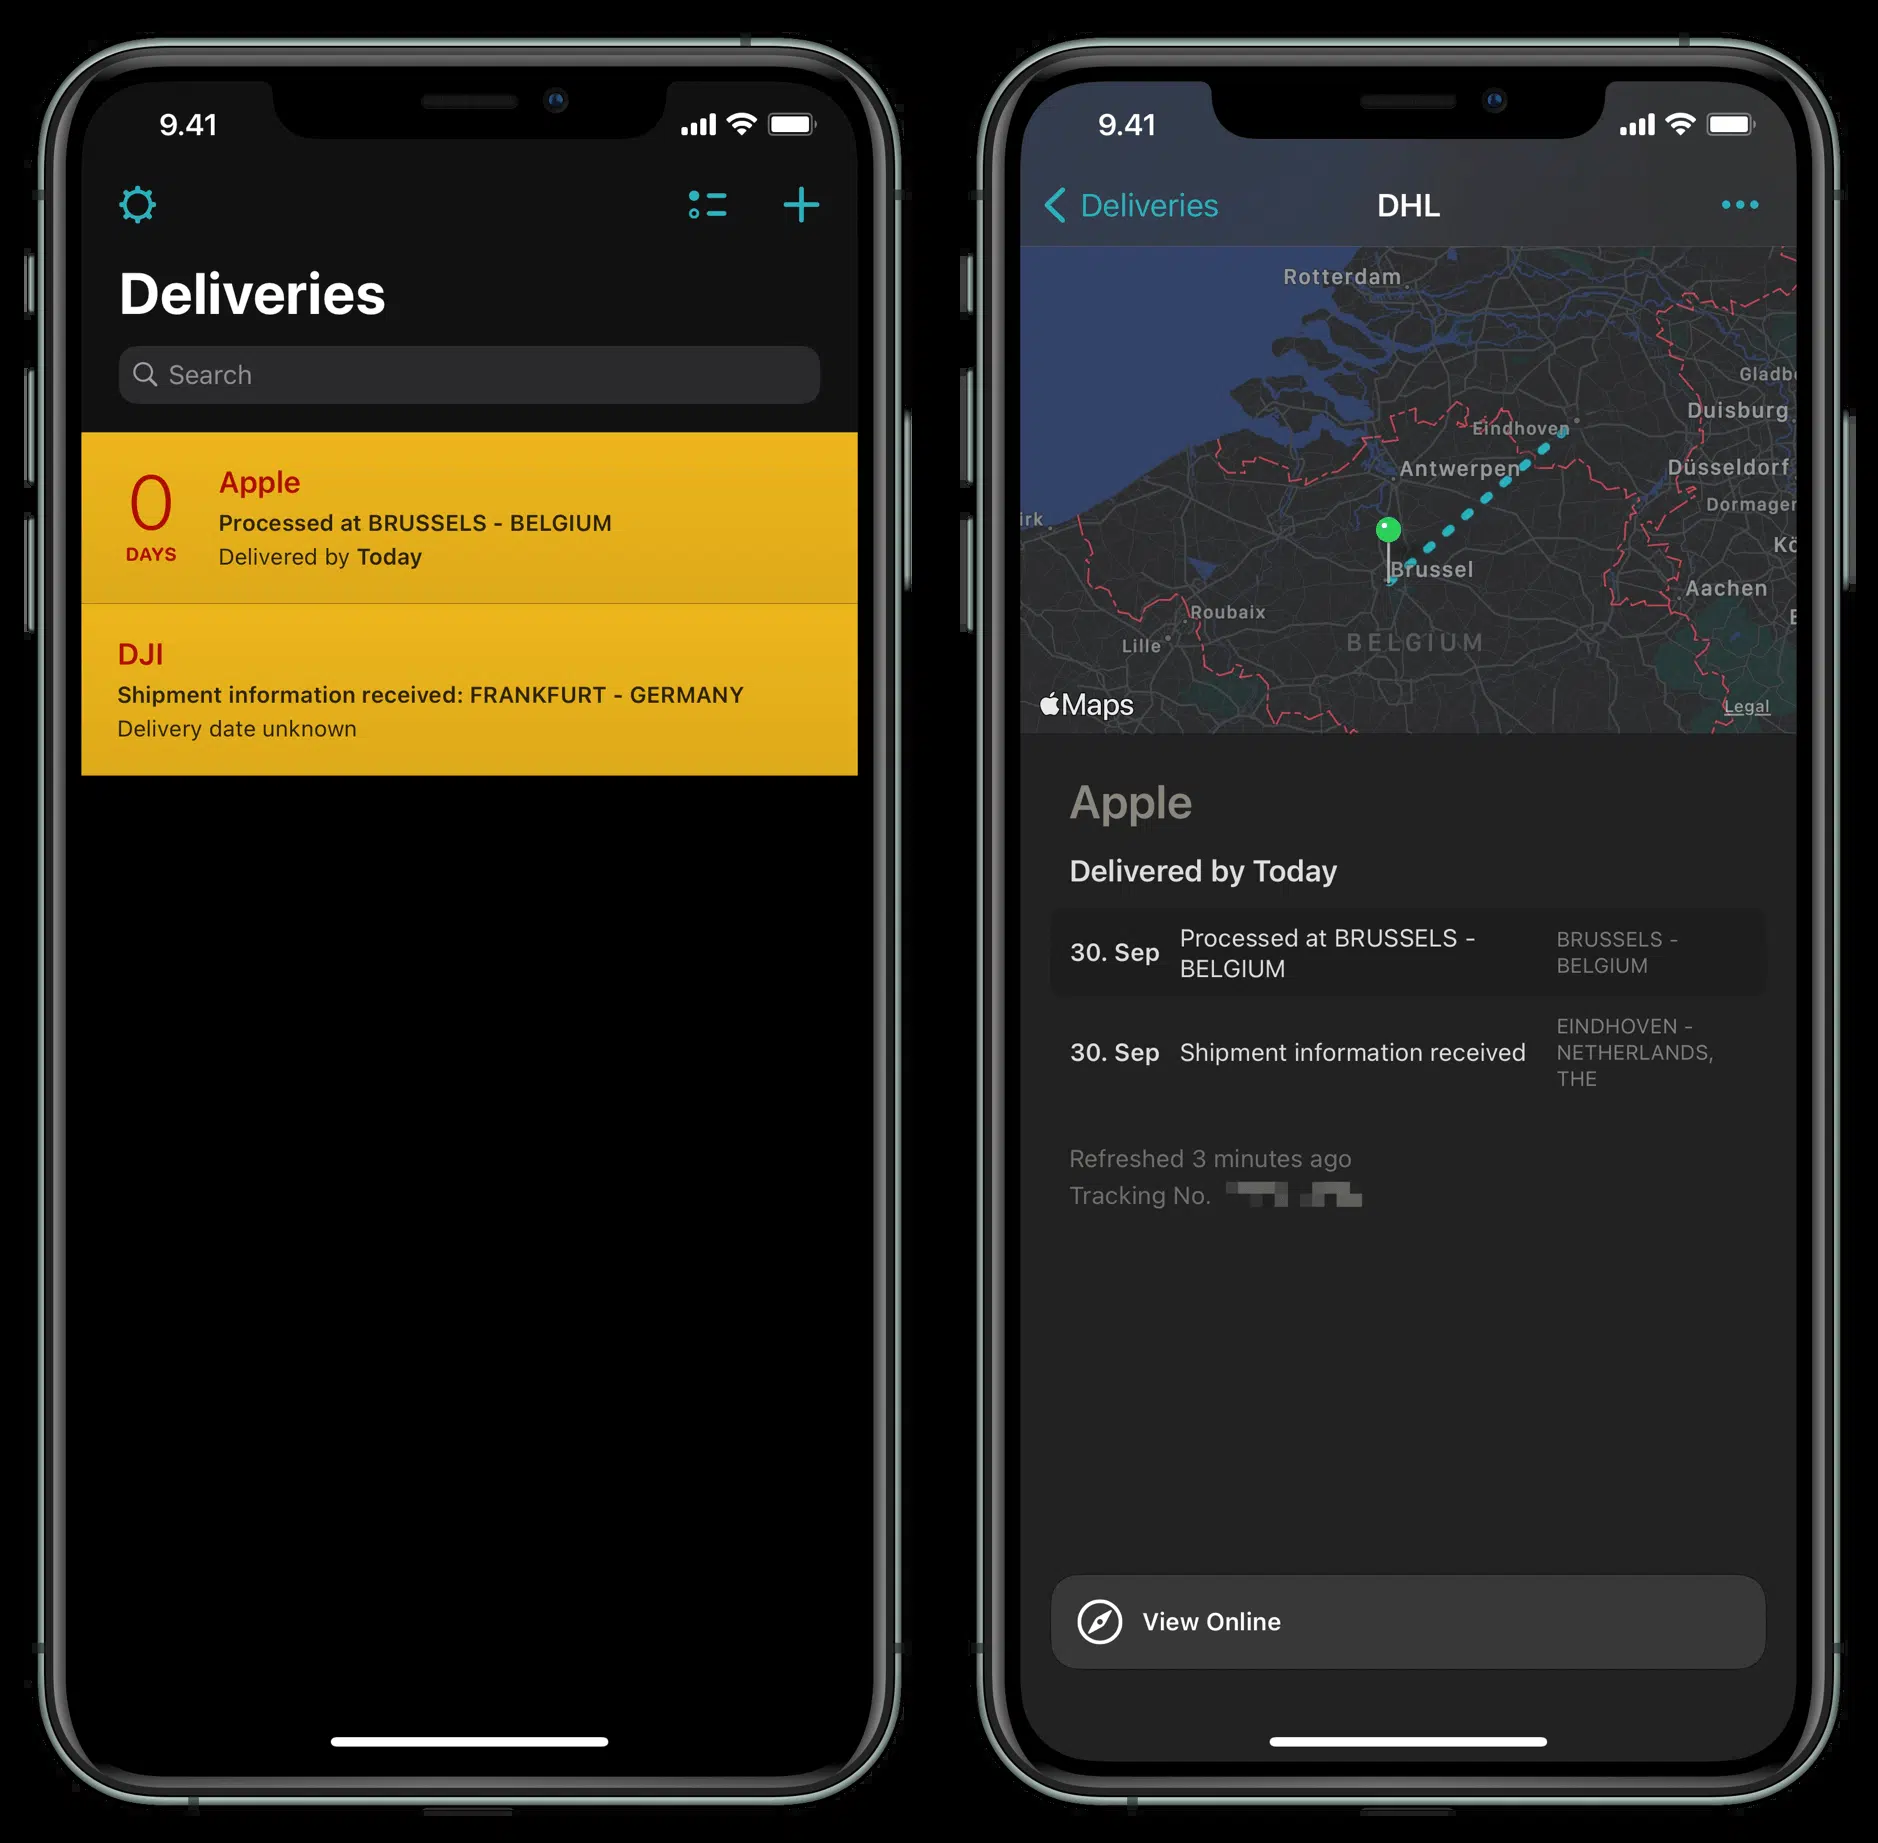 9.41
Deliveries
Search
0
DAYS
Apple
Processed at BRUSSELS - BELGIUM
Delivered by Today
DJI
Shipment information received: FRANKFURT - GERMANY
Delivery date unknown
9.41
Deliveries
DHL
Rotterdam
Gladb
Duisburg
Eindhoven
Antwerpen
Düsseldorf
Dormagen
irk
Kö
Brussel
Aachen
Roubaix
BELGIUM
Lille
Maps
Legal
Apple
Delivered by Today
30. Sep
Processed at BRUSSELS -
BELGIUM
BRUSSELS -
BELGIUM
30. Sep
Shipment information received
EINDHOVEN -
NETHERLANDS,
THE
Refreshed 3 minutes ago
Tracking No.
View Online